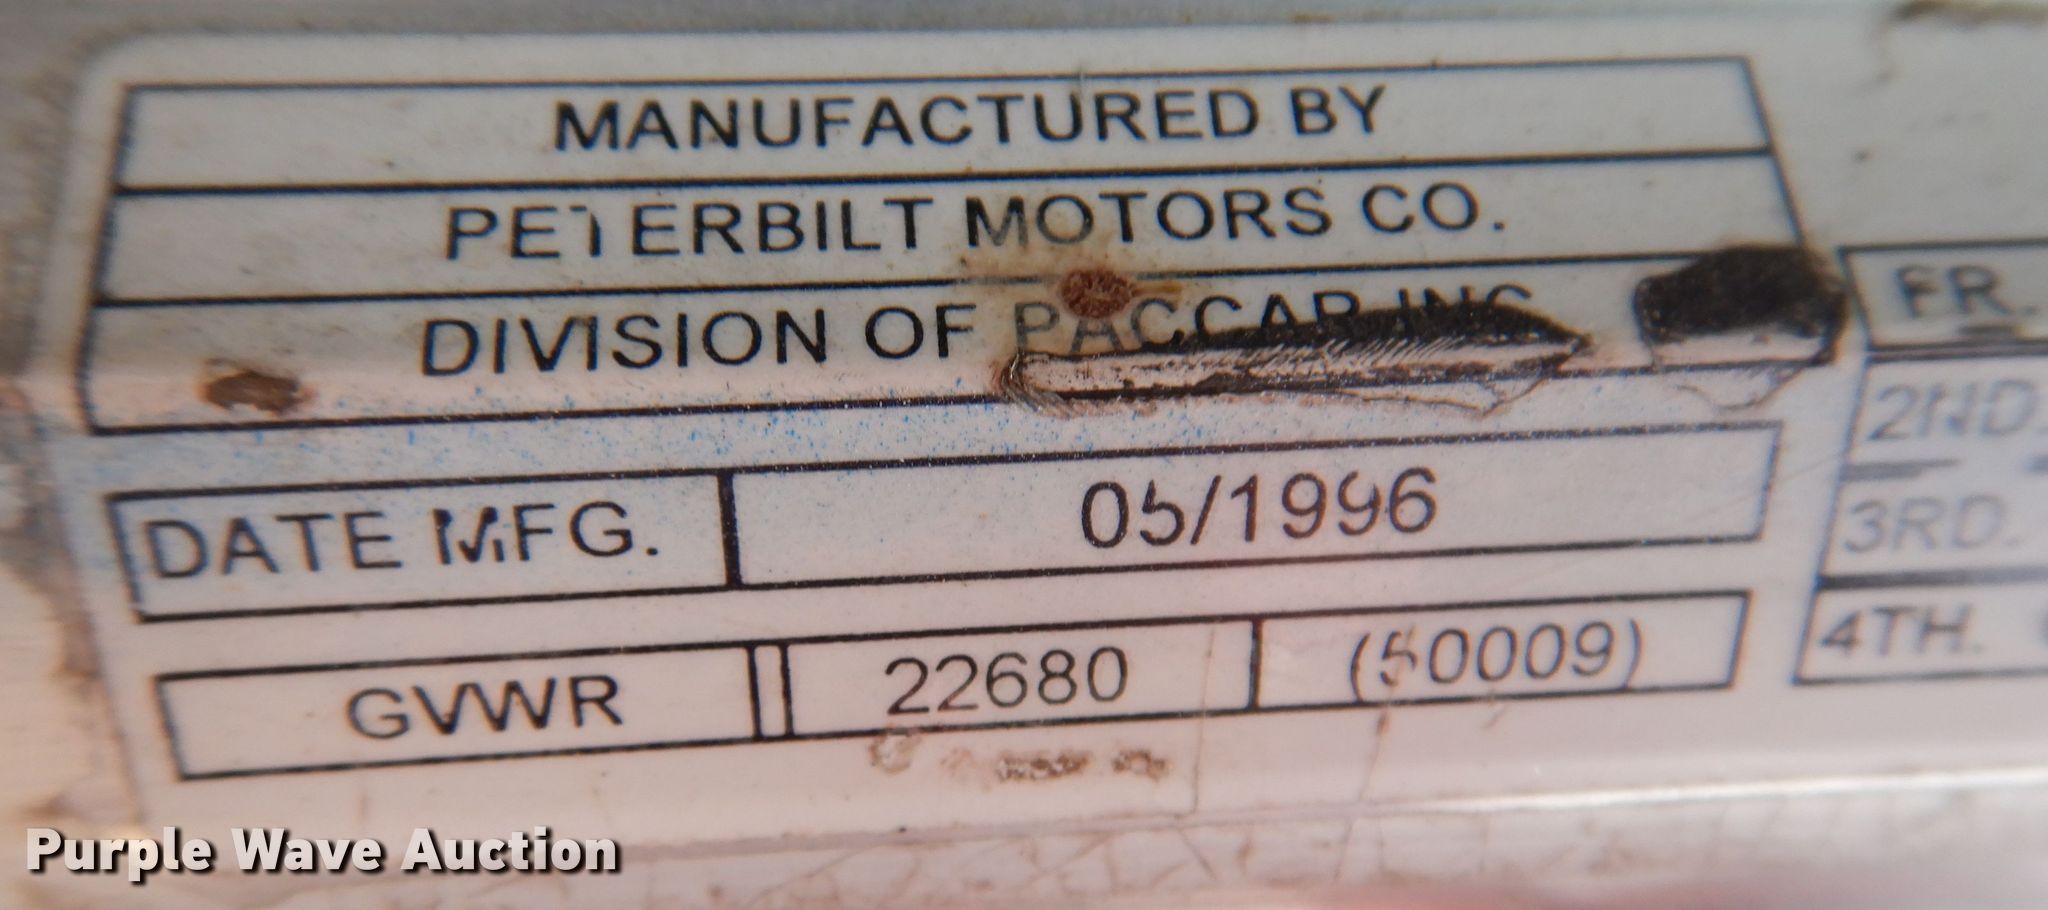 MANUFACTURED BY
PETERBILT MOTORS CO.
DIVISION OF PACCAR INC
DATE MFG. 05/1996
GVWR 22680 (50009)
FR.
2ND.
3RD.
4TH.
Purple Wave Auction